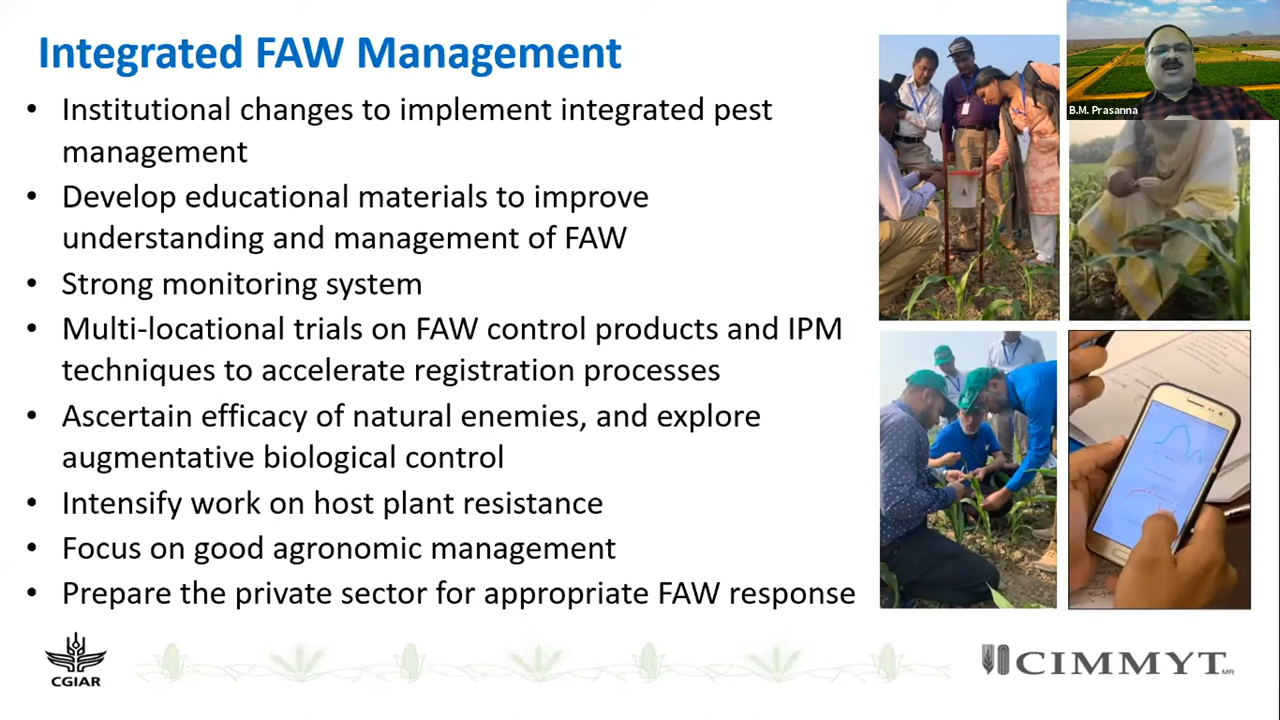 Integrated FAW Management
• Institutional changes to implement integrated pest
management
• Develop educational materials to improve
understanding and management of FAW
• Strong monitoring system
• Multi-locational trials on FAW control products and IPM
techniques to accelerate registration processes
• Ascertain efficacy of natural enemies, and explore
augmentative biological control
• Intensify work on host plant resistance
• Focus on good agronomic management
• Prepare the private sector for appropriate FAW response
B.M. Prasanna
CGIAR
CIMMYT